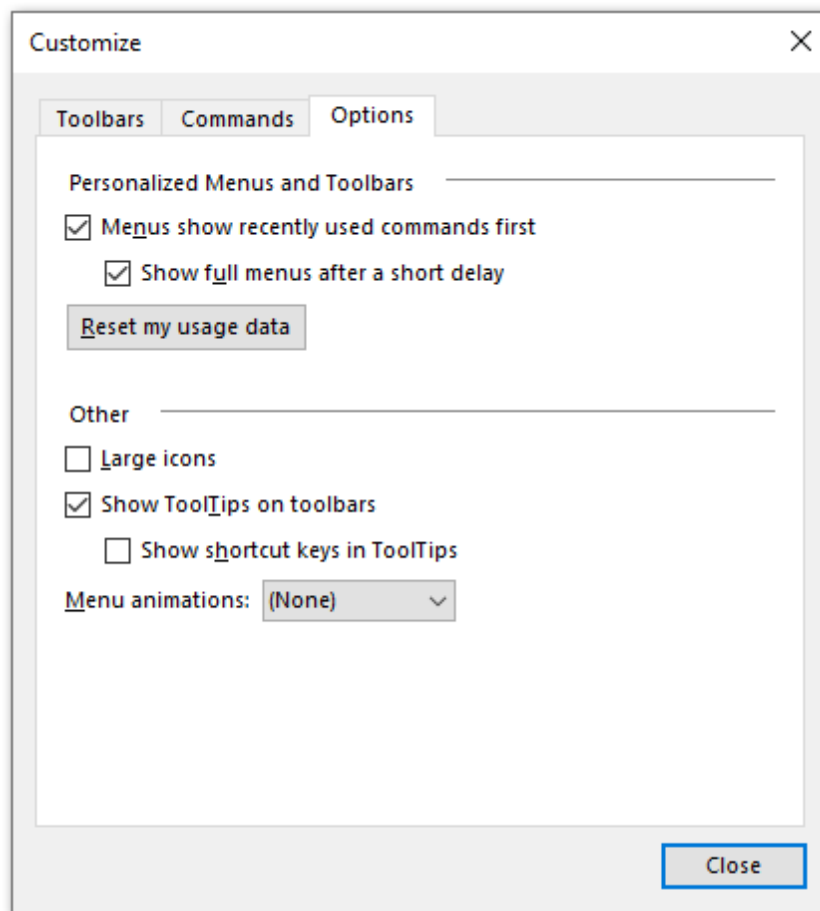 Customize
Toolbars Commands Options
Personalized Menus and Toolbars
Menus show recently used commands first
Show full menus after a short delay
Reset my usage data
Other
Large icons
Show ToolTips on toolbars
Show shortcut keys in ToolTips
Menu animations: (None)
Close